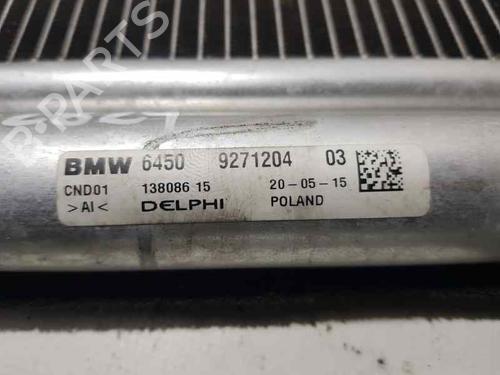 BMW 6450 9271204 03
CND01 138086 15 20-05-15
>Al< DELPHI POLAND